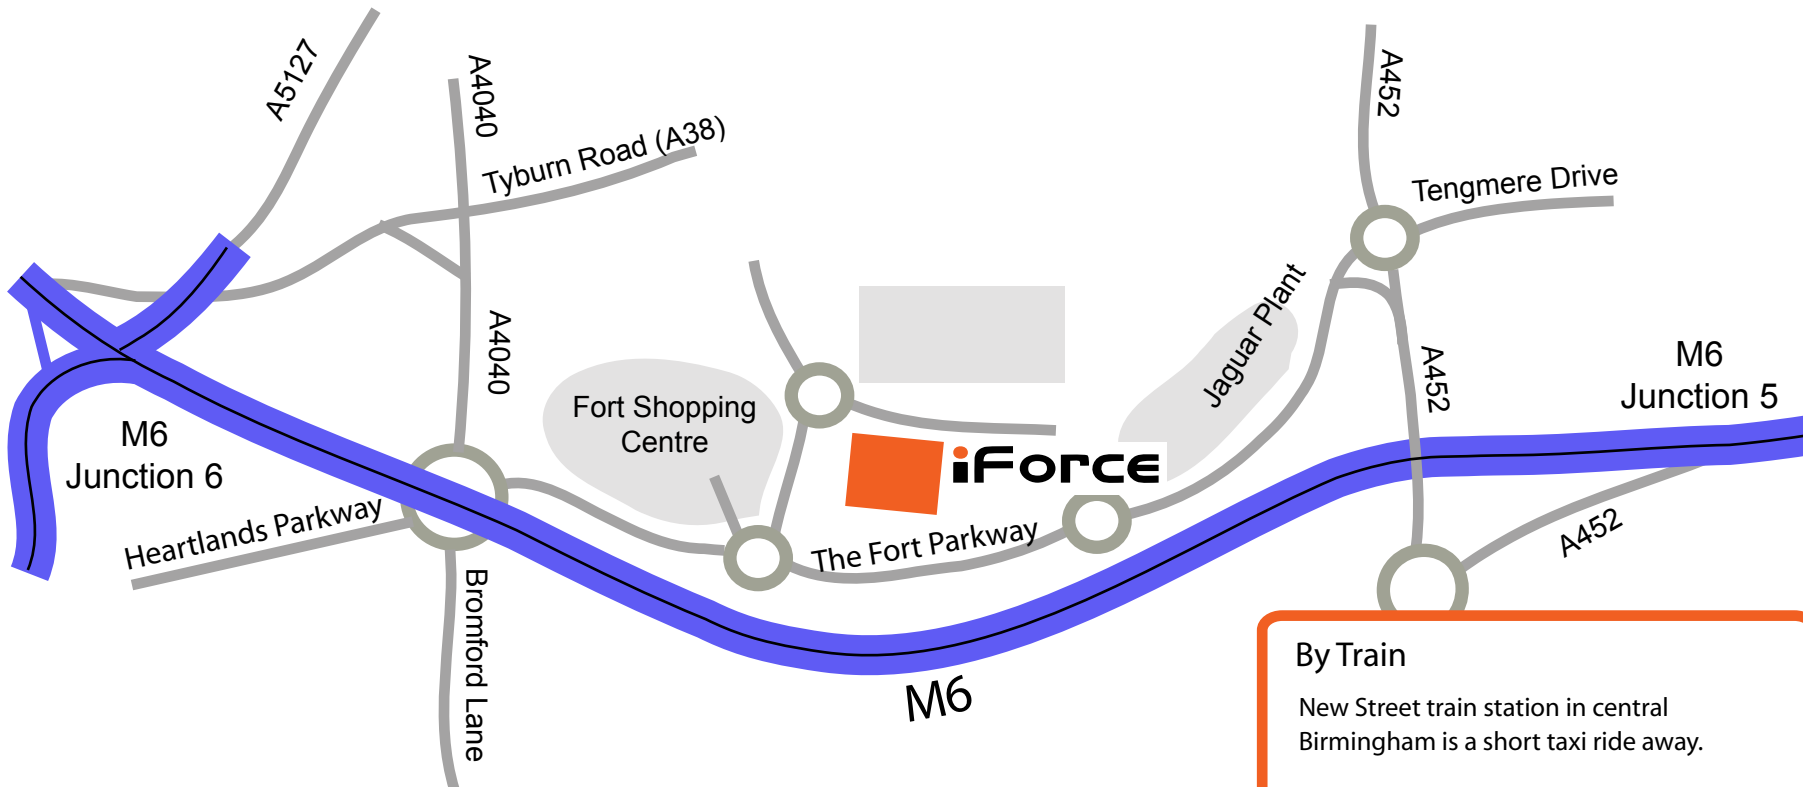 A5127
A4040
Tyburn Road (A38)
A452
Tengmere Drive
A4040
Jaguar Plant
A452
M6
Junction 5
Fort Shopping
Centre
M6
Junction 6
iForce
Heartlands Parkway
The Fort Parkway
A452
Bromford Lane
M6
By Train
New Street train station in central
Birmingham is a short taxi ride away.